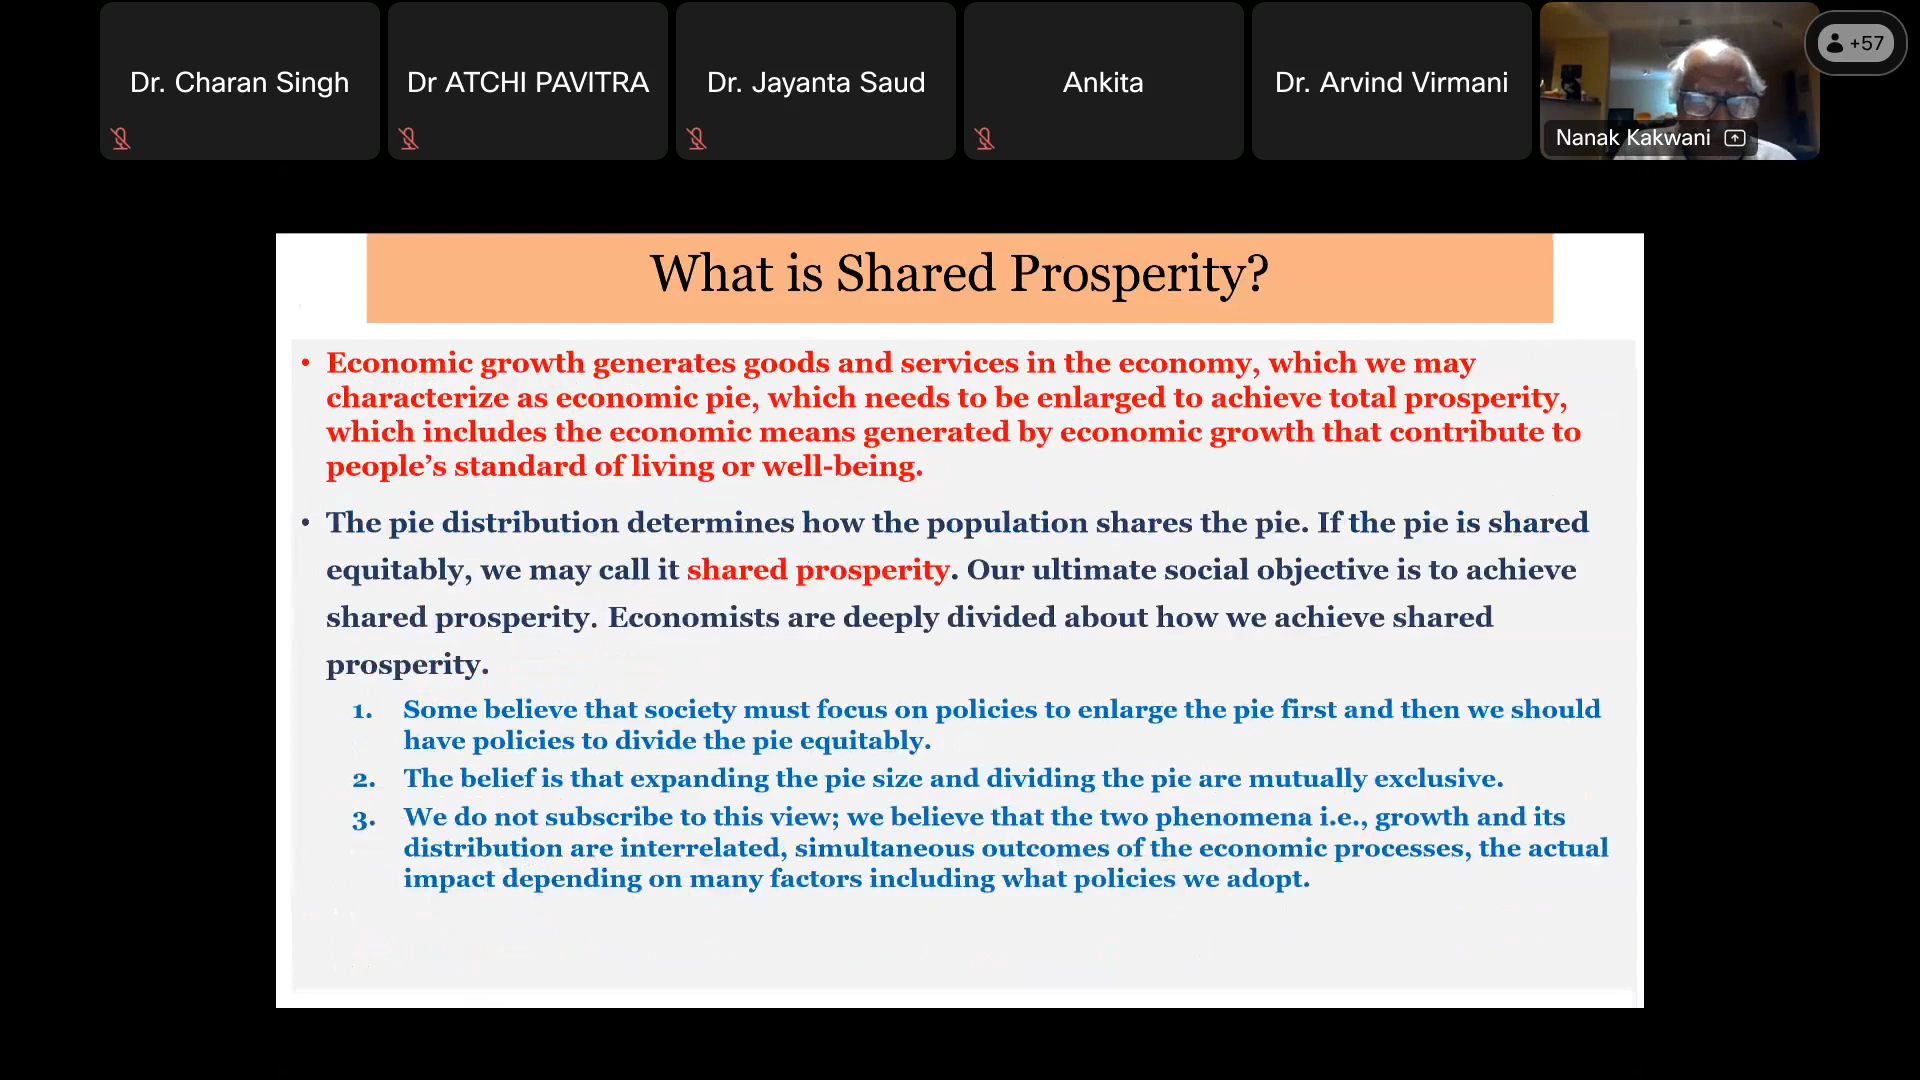 Dr. Charan Singh
Dr ATCHI PAVITRA
Dr. Jayanta Saud
Ankita
Dr. Arvind Virmani
Nanak Kakwani
+57
What is Shared Prosperity?
• Economic growth generates goods and services in the economy, which we may
characterize as economic pie, which needs to be enlarged to achieve total prosperity,
which includes the economic means generated by economic growth that contribute to
people’s standard of living or well-being.
• The pie distribution determines how the population shares the pie. If the pie is shared
equitably, we may call it shared prosperity. Our ultimate social objective is to achieve
shared prosperity. Economists are deeply divided about how we achieve shared
prosperity.
1. Some believe that society must focus on policies to enlarge the pie first and then we should
have policies to divide the pie equitably.
2. The belief is that expanding the pie size and dividing the pie are mutually exclusive.
3. We do not subscribe to this view; we believe that the two phenomena i.e., growth and its
distribution are interrelated, simultaneous outcomes of the economic processes, the actual
impact depending on many factors including what policies we adopt.